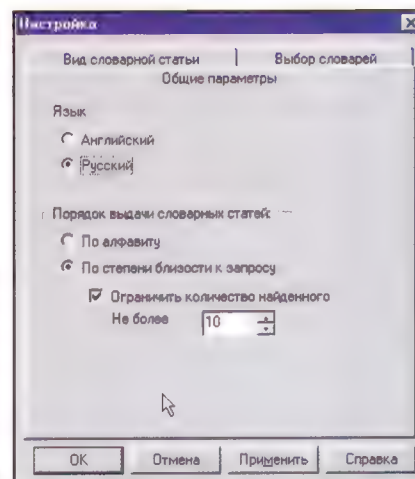 Настройка
Вид словарной статьи Выбор словарей
Общие параметры
Язык
Английский
Русский
Порядок выдачи словарных статей:
По алфавиту
По степени близости к запросу
Ограничить количество найденного
Не более 10
OK Отмена Применить Справка